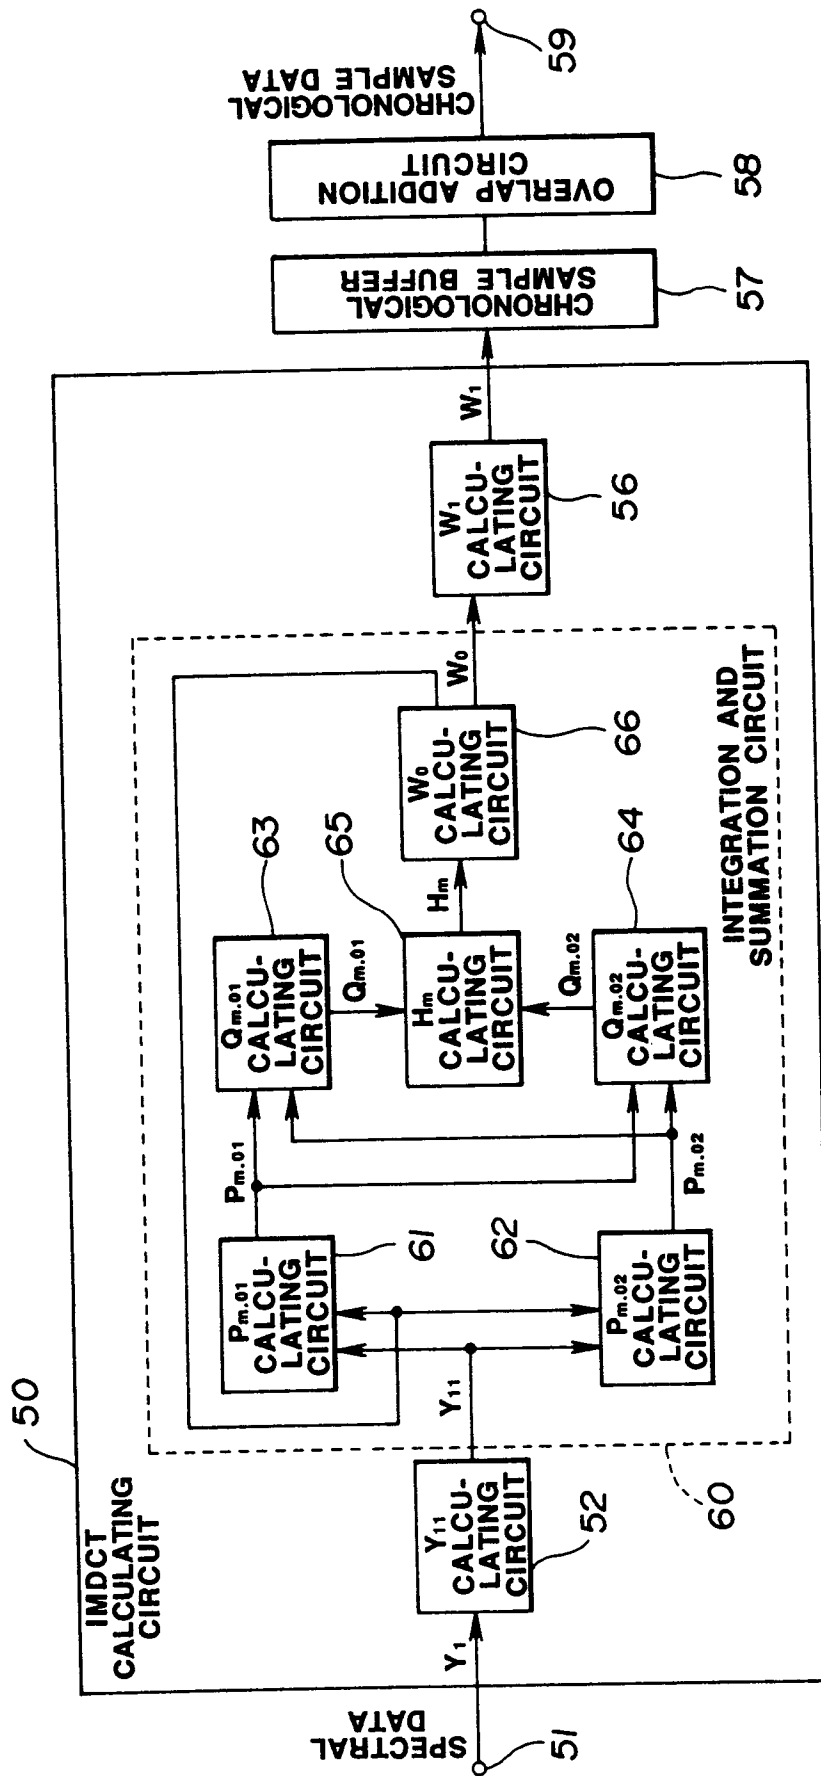 IMDCT
CALCULATING
CIRCUIT
50
SPECTRAL
DATA
51
Y1
Y11
CALCU-
LATING
CIRCUIT
52
Y11
60
Pm.01
CALCU-
LATING
CIRCUIT
61
Pm.02
CALCU-
LATING
CIRCUIT
62
Pm.01
Pm.02
Qm.01
CALCU-
LATING
CIRCUIT
63
Qm.01
Hm
CALCU-
LATING
CIRCUIT
65
Qm.02
Qm.02
CALCU-
LATING
CIRCUIT
64
Hm
W0
CALCU-
LATING
CIRCUIT
66
INTEGRATION AND
SUMMATION CIRCUIT
W0
W1
CALCU-
LATING
CIRCUIT
56
W1
CHRONOLOGICAL
SAMPLE BUFFER
57
OVERLAP ADDITION
CIRCUIT
58
CHRONOLOGICAL
SAMPLE DATA
59